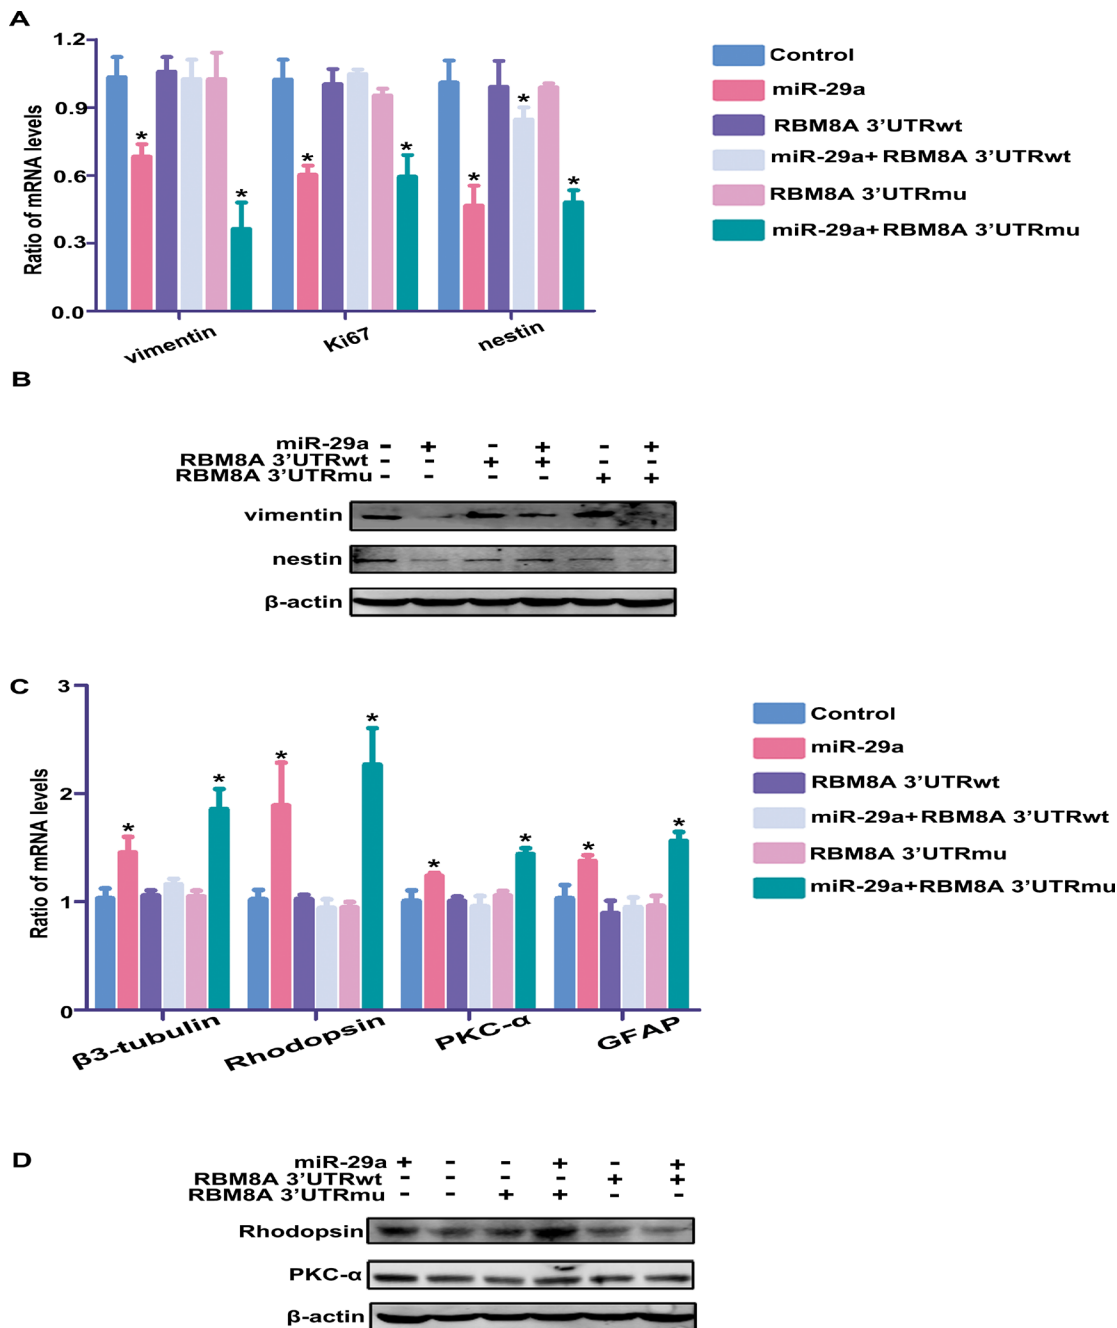 A
1.2
0.9
0.6
0.3
0.0
Ratio of mRNA levels
* * * * * * *
vimentin Ki67 nestin
Control
miR-29a
RBM8A 3'UTRwt
miR-29a+RBM8A 3'UTRwt
RBM8A 3'UTRmu
miR-29a+RBM8A 3'UTRmu
B
miR-29a - + - + - +
RBM8A 3'UTRwt - - + + - -
RBM8A 3'UTRmu - - - - + +
vimentin
nestin
β-actin
C
3
2
1
0
Ratio of mRNA levels
* * * * * * * *
β3-tubulin Rhodopsin PKC-α GFAP
Control
miR-29a
RBM8A 3'UTRwt
miR-29a+RBM8A 3'UTRwt
RBM8A 3'UTRmu
miR-29a+RBM8A 3'UTRmu
D
miR-29a + - - + - +
RBM8A 3'UTRwt - - - - + +
RBM8A 3'UTRmu - - + + - -
Rhodopsin
PKC-α
β-actin